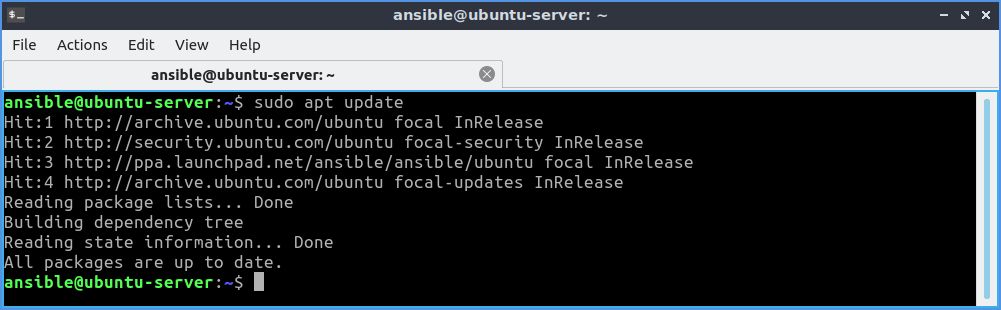 ansible@ubuntu-server: ~
File Actions Edit View Help
ansible@ubuntu-server: ~
ansible@ubuntu-server:~$ sudo apt update
Hit:1 http://archive.ubuntu.com/ubuntu focal InRelease
Hit:2 http://security.ubuntu.com/ubuntu focal-security InRelease
Hit:3 http://ppa.launchpad.net/ansible/ansible/ubuntu focal InRelease
Hit:4 http://archive.ubuntu.com/ubuntu focal-updates InRelease
Reading package lists... Done
Building dependency tree
Reading state information... Done
All packages are up to date.
ansible@ubuntu-server:~$